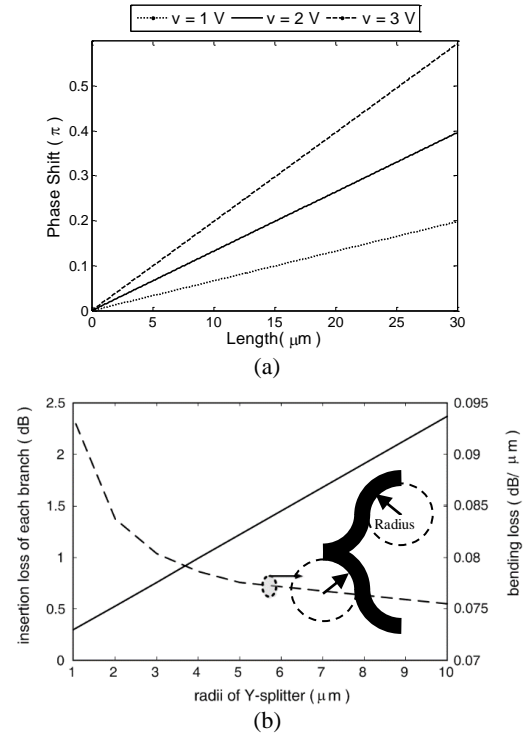 v = 1 V v = 2 V v = 3 V
0.5
0.4
0.3
0.2
0.1
0
Phase Shift ( π )
0 5 10 15 20 25 30
Length( μm )
(a)
2.5
2
1.5
1
0.5
0
insertion loss of each branch ( dB )
0.095
0.09
0.085
0.08
0.075
0.07
bending loss ( dB/ μm )
Radius
1 2 3 4 5 6 7 8 9 10
radii of Y-splitter ( μm )
(b)